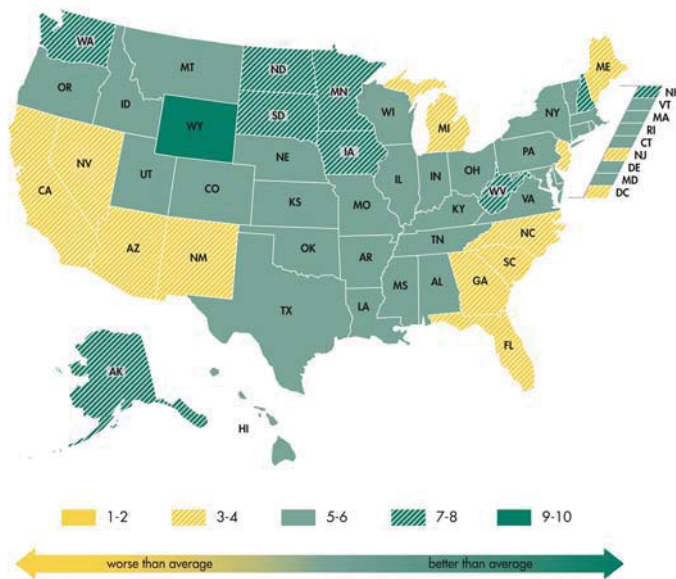 WA
ND
ME
MT
MN
NH
VT
OR
ID
SD
WI
NY
MA
RI
WY
MI
CT
IA
PA
NJ
NE
DE
NV
IL
IN
OH
MD
UT
CO
WV
VA
DC
CA
KS
MO
KY
NC
TN
AZ
NM
OK
AR
SC
MS
AL
GA
TX
LA
FL
AK
HI
1-2
3-4
5-6
7-8
9-10
worse than average
better than average